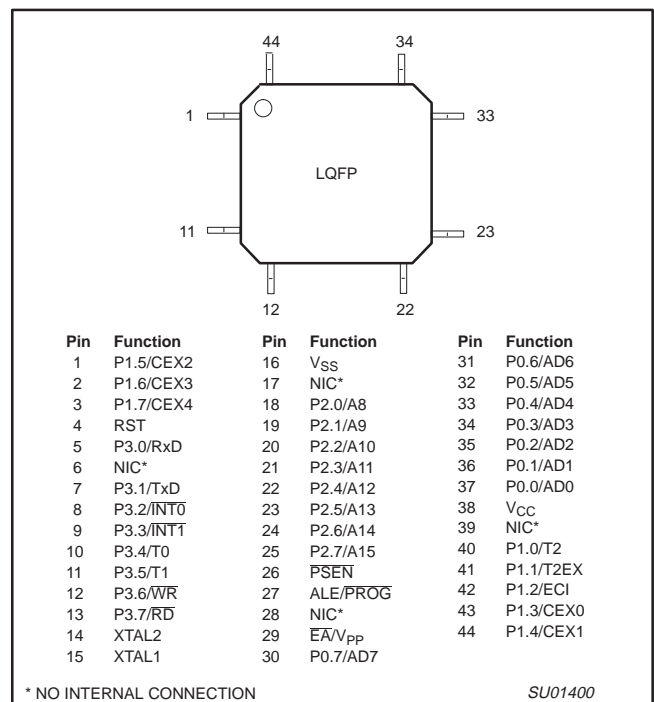 44 34
1 33
LQFP
11 23
12 22
Pin Function Pin Function Pin Function
1 P1.5/CEX2 16 VSS 31 P0.6/AD6
2 P1.6/CEX3 17 NIC* 32 P0.5/AD5
3 P1.7/CEX4 18 P2.0/A8 33 P0.4/AD4
4 RST 19 P2.1/A9 34 P0.3/AD3
5 P3.0/RxD 20 P2.2/A10 35 P0.2/AD2
6 NIC* 21 P2.3/A11 36 P0.1/AD1
7 P3.1/TxD 22 P2.4/A12 37 P0.0/AD0
8 P3.2/I̅N̅T̅0̅ 23 P2.5/A13 38 VCC
9 P3.3/I̅N̅T̅1̅ 24 P2.6/A14 39 NIC*
10 P3.4/T0 25 P2.7/A15 40 P1.0/T2
11 P3.5/T1 26 P̅S̅E̅N̅ 41 P1.1/T2EX
12 P3.6/W̅R̅ 27 ALE/P̅R̅O̅G̅ 42 P1.2/ECI
13 P3.7/R̅D̅ 28 NIC* 43 P1.3/CEX0
14 XTAL2 29 E̅A̅/VPP 44 P1.4/CEX1
15 XTAL1 30 P0.7/AD7
* NO INTERNAL CONNECTION SU01400